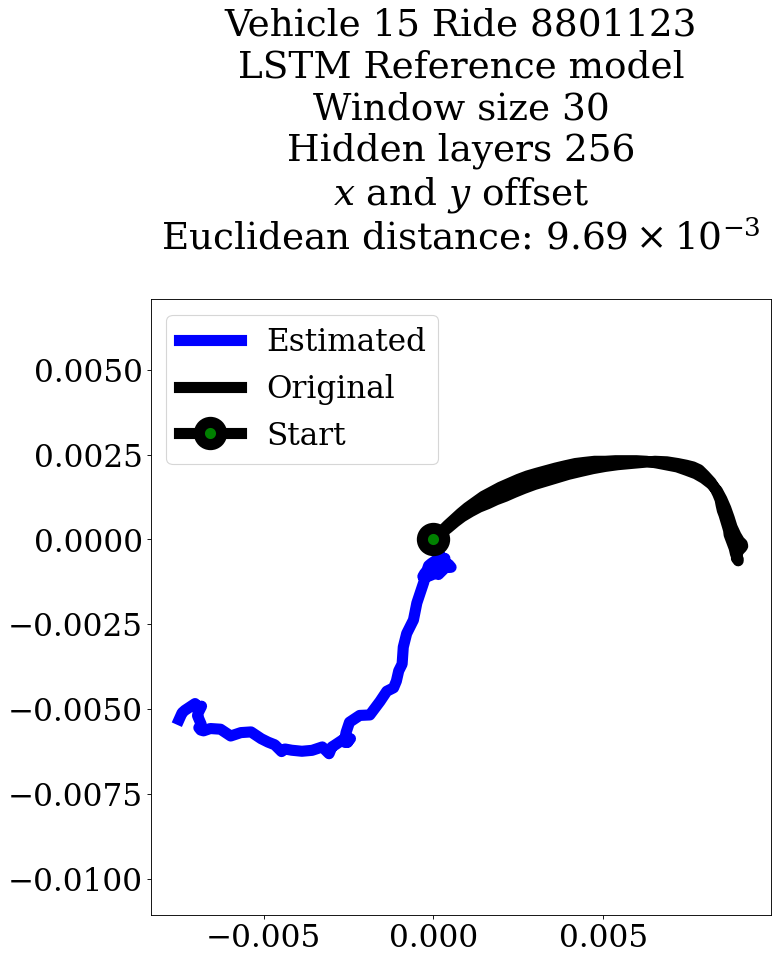 Vehicle 15 Ride 8801123
LSTM Reference model
Window size 30
Hidden layers 256
x and y offset
Euclidean distance: 9.69 × 10⁻³
Estimated
Original
Start
0.0050
0.0025
0.0000
−0.0025
−0.0050
−0.0075
−0.0100
−0.005 0.000 0.005